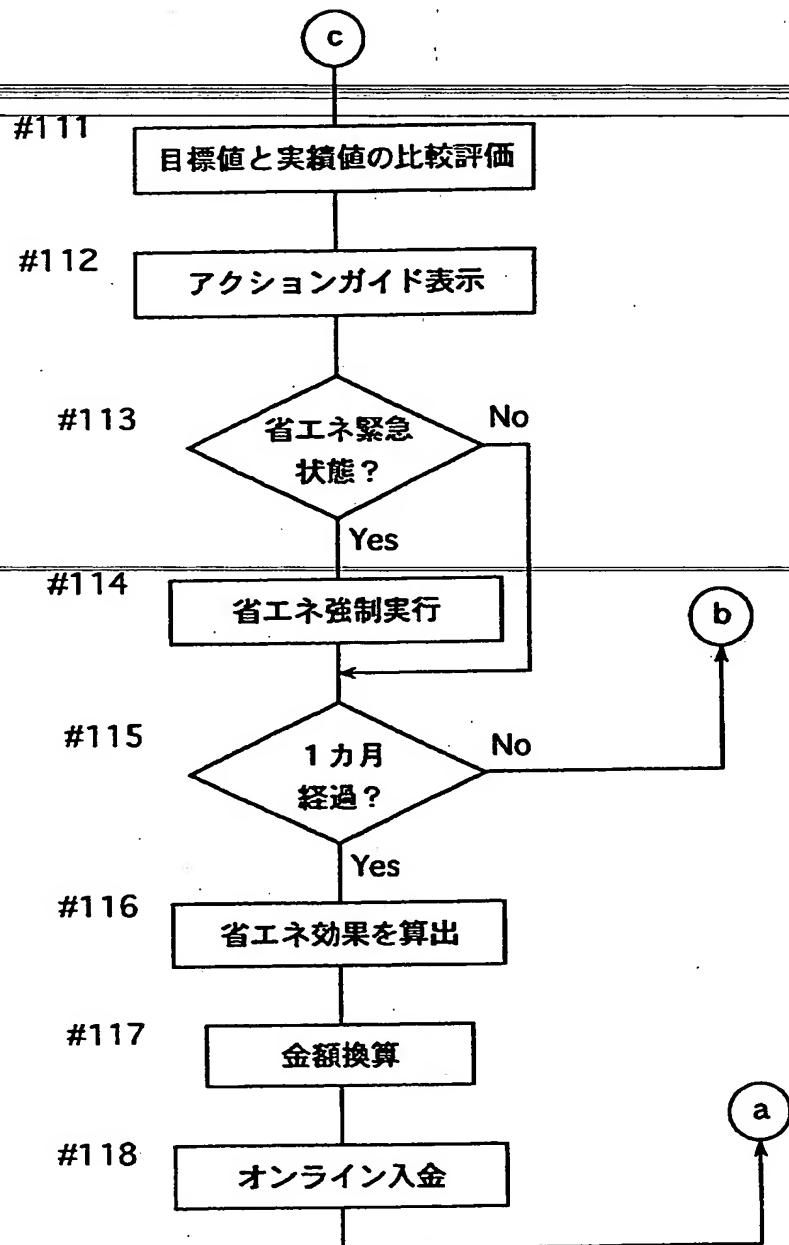 c
#111
目標値と実績値の比較評価
#112
アクションガイド表示
#113
省エネ緊急
状態？
No
Yes
#114
省エネ強制実行
b
#115
1カ月
経過？
No
Yes
#116
省エネ効果を算出
#117
金額換算
a
#118
オンライン入金